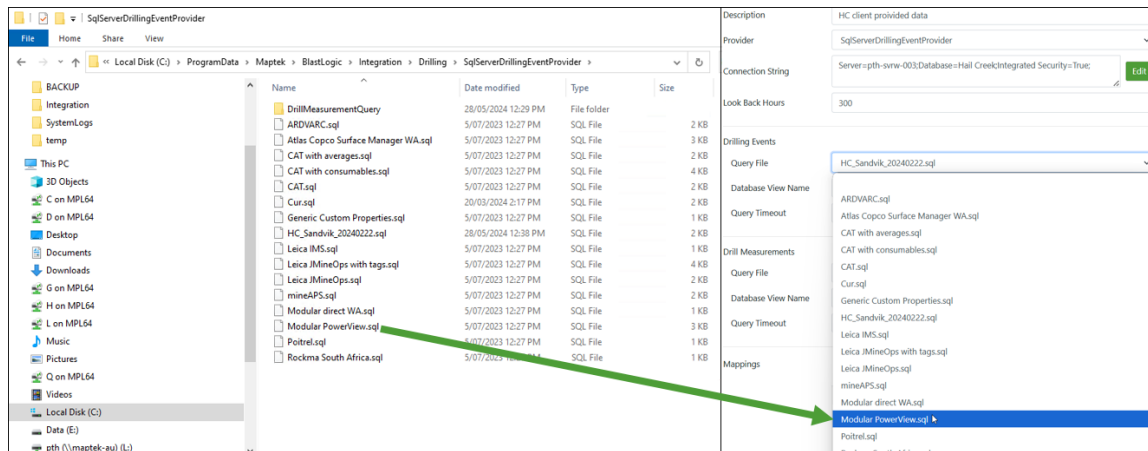 SqlServerDrillingEventProvider
File Home Share View
« Local Disk (C:) › ProgramData › Maptek › BlastLogic › Integration › Drilling › SqlServerDrillingEventProvider ›
BACKUP
Integration
SystemLogs
temp
This PC
3D Objects
C on MPL64
D on MPL64
Desktop
Documents
Downloads
G on MPL64
H on MPL64
L on MPL64
Music
Pictures
Q on MPL64
Videos
Local Disk (C:)
Data (E:)
pth (\\maptek-au) (L:)
Name Date modified Type Size
DrillMeasurementQuery 28/05/2024 12:29 PM File folder
ARDVARC.sql 5/07/2023 12:27 PM SQL File 2 KB
Atlas Copco Surface Manager WA.sql 5/07/2023 12:27 PM SQL File 3 KB
CAT with averages.sql 5/07/2023 12:27 PM SQL File 2 KB
CAT with consumables.sql 5/07/2023 12:27 PM SQL File 4 KB
CAT.sql 5/07/2023 12:27 PM SQL File 2 KB
Cur.sql 20/03/2024 2:17 PM SQL File 2 KB
Generic Custom Properties.sql 5/07/2023 12:27 PM SQL File 1 KB
HC_Sandvik_20240222.sql 28/05/2024 12:38 PM SQL File 2 KB
Leica IMS.sql 5/07/2023 12:27 PM SQL File 1 KB
Leica JMineOps with tags.sql 5/07/2023 12:27 PM SQL File 4 KB
Leica JMineOps.sql 5/07/2023 12:27 PM SQL File 2 KB
mineAPS.sql 5/07/2023 12:27 PM SQL File 2 KB
Modular direct WA.sql 5/07/2023 12:27 PM SQL File 1 KB
Modular PowerView.sql 5/07/2023 12:27 PM SQL File 3 KB
Poitrel.sql 5/07/2023 12:27 PM SQL File 1 KB
Rockma South Africa.sql 5/07/2023 PM SQL File 1 KB
Description HC client proivided data
Provider SqlServerDrillingEventProvider
Connection String Server=pth-svrw-003;Database=Hail Creek;Integrated Security=True; Edit
Look Back Hours 300
Drilling Events
Query File HC_Sandvik_20240222.sql
Database View Name
Query Timeout
Drill Measurements
Query File
Database View Name
Query Timeout
Mappings
ARDVARC.sql
Atlas Copco Surface Manager WA.sql
CAT with averages.sql
CAT with consumables.sql
CAT.sql
Cur.sql
Generic Custom Properties.sql
HC_Sandvik_20240222.sql
Leica IMS.sql
Leica JMineOps with tags.sql
Leica JMineOps.sql
mineAPS.sql
Modular direct WA.sql
Modular PowerView.sql
Poitrel.sql